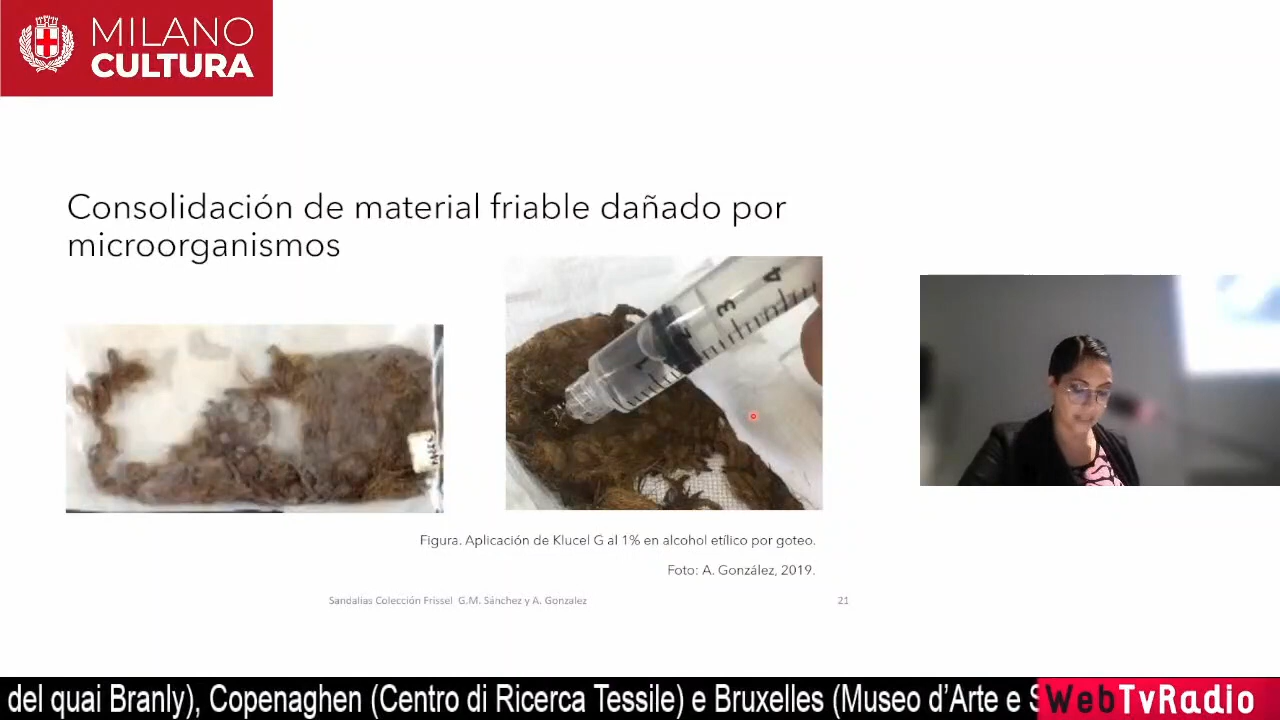 MILANO
CULTURA
Consolidación de material friable dañado por
microorganismos
3
4
Figura. Aplicación de Klucel G al 1% en alcohol etílico por goteo.
Foto: A. González, 2019.
Sandalias Colección Frissel G.M. Sánchez y A. Gonzalez
21
del quai Branly), Copenaghen (Centro di Ricerca Tessile) e Bruxelles (Museo d’Arte e S
WebTvRadio